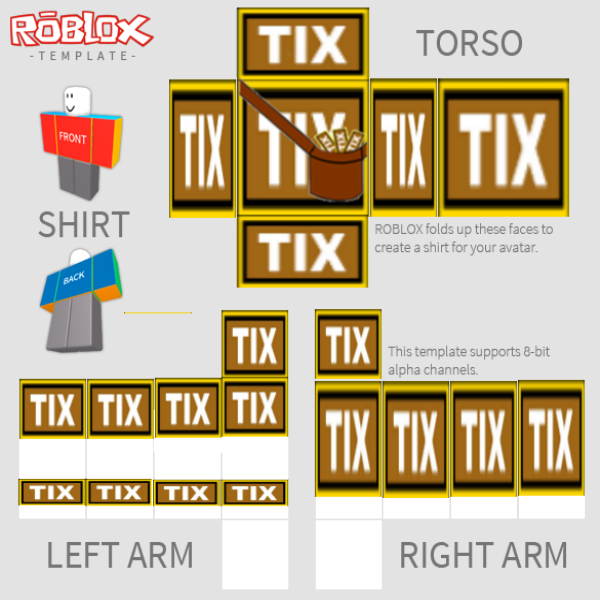 ROBLOX
-TEMPLATE-
TIX
TORSO
FRONT
TIX
TIX
TIX
TIX
SHIRT
BACK
TIX
ROBLOX folds up these faces to
create a shirt for your avatar.
TIX
TIX
This template supports 8-bit
alpha channels.
TIX
TIX
TIX
TIX
TIX
TIX
TIX
TIX
TIX
TIX
TIX
TIX
LEFT ARM
RIGHT ARM